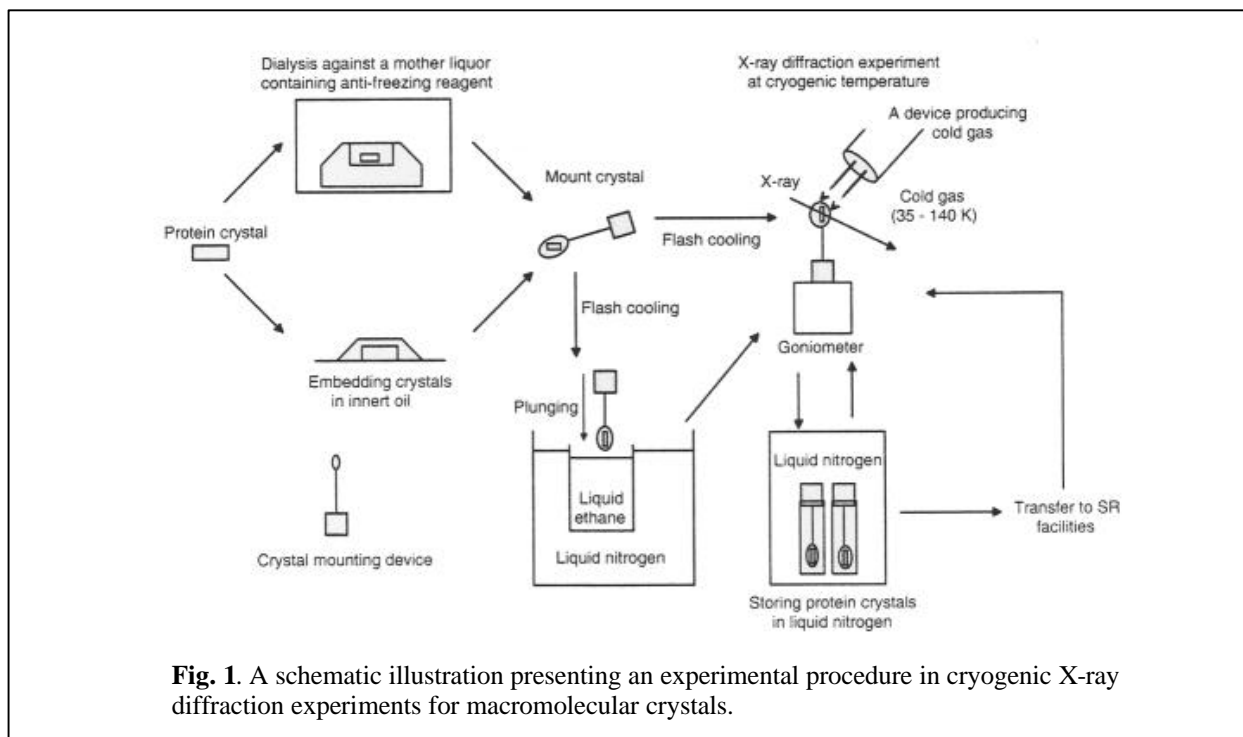 Dialysis against a mother liquor
containing anti-freezing reagent
X-ray diffraction experiment
at cryogenic temperature
A device producing
cold gas
Mount crystal
X-ray
Cold gas
(35 - 140 K)
Protein crystal
Flash cooling
Flash cooling
Goniometer
Embedding crystals
in innert oil
Plunging
Liquid nitrogen
Liquid
ethane
Transfer to SR
facilities
Crystal mounting device
Liquid nitrogen
Storing protein crystals
in liquid nitrogen
Fig. 1. A schematic illustration presenting an experimental procedure in cryogenic X-ray
diffraction experiments for macromolecular crystals.